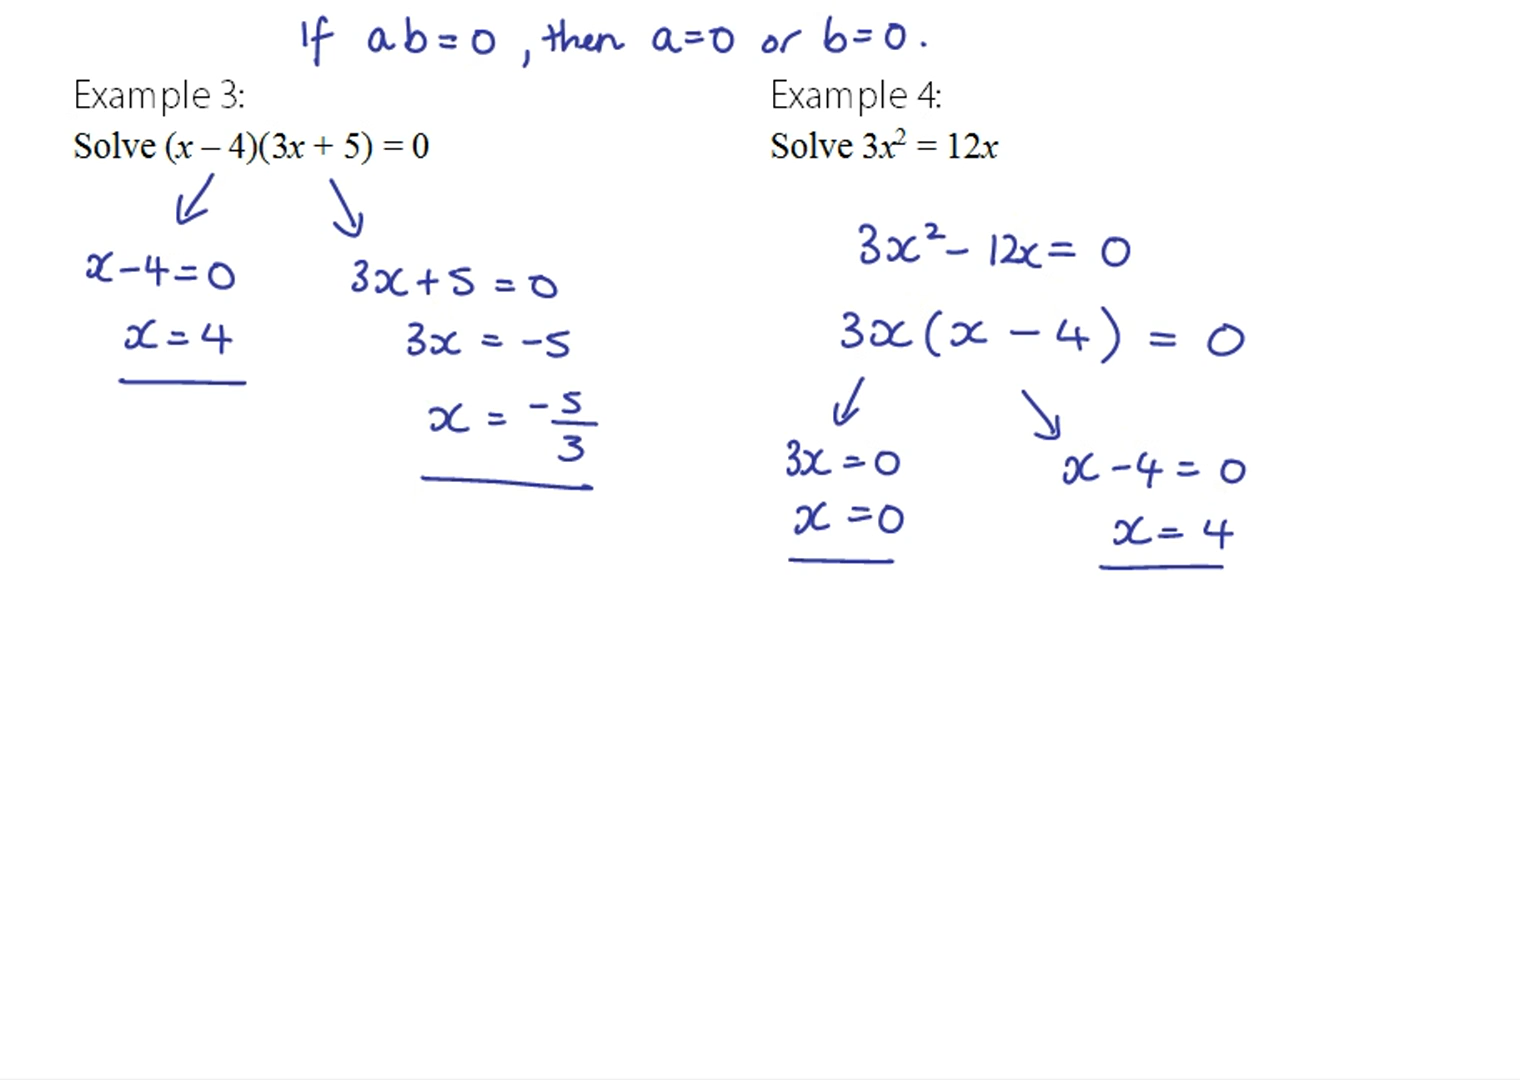 If ab = 0, then a = 0 or b = 0.
Example 3:
Solve (x – 4)(3x + 5) = 0
x – 4 = 0
x = 4
3x + 5 = 0
3x = -5
x = -5/3
Example 4:
Solve 3x² = 12x
3x² – 12x = 0
3x(x – 4) = 0
3x = 0
x = 0
x – 4 = 0
x = 4